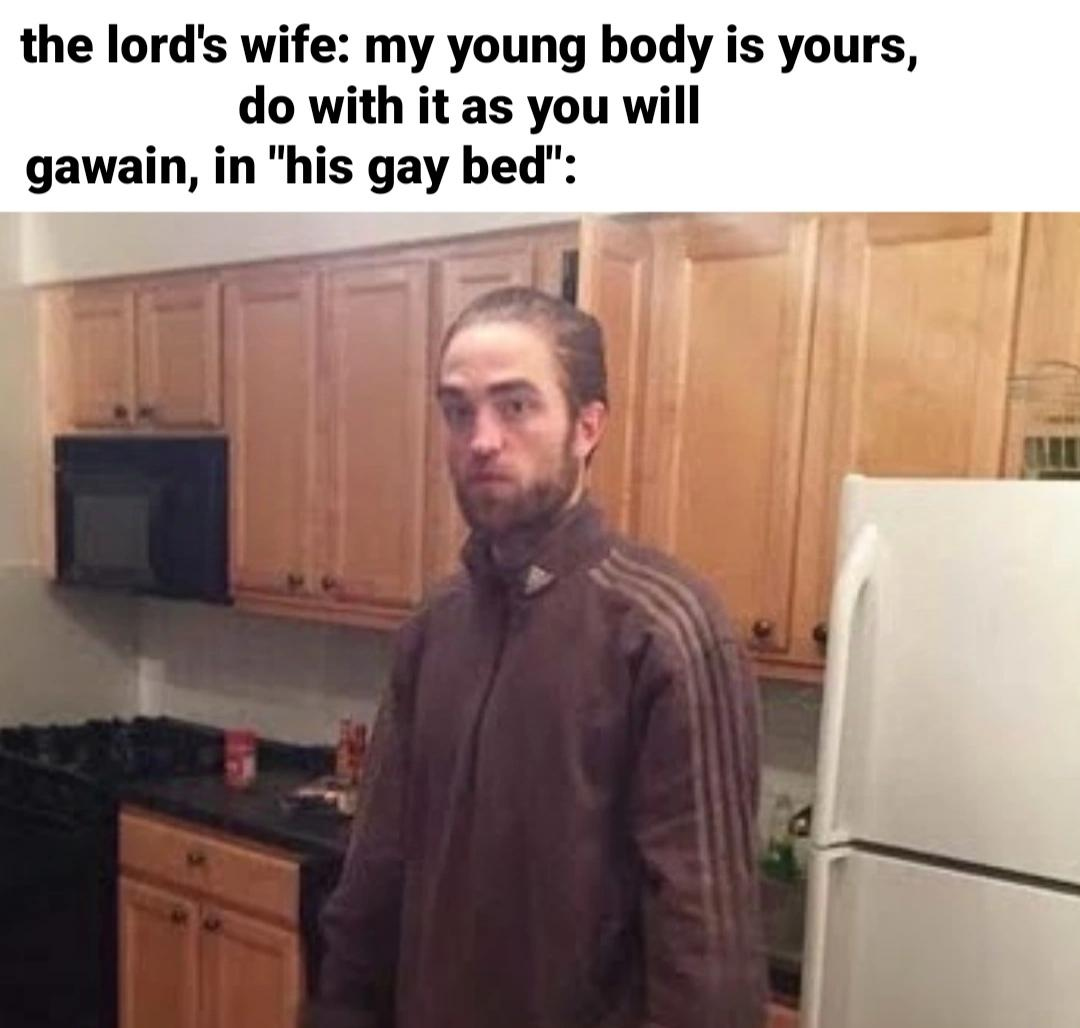 the lord's wife: my young body is yours,
do with it as you will
gawain, in "his gay bed":